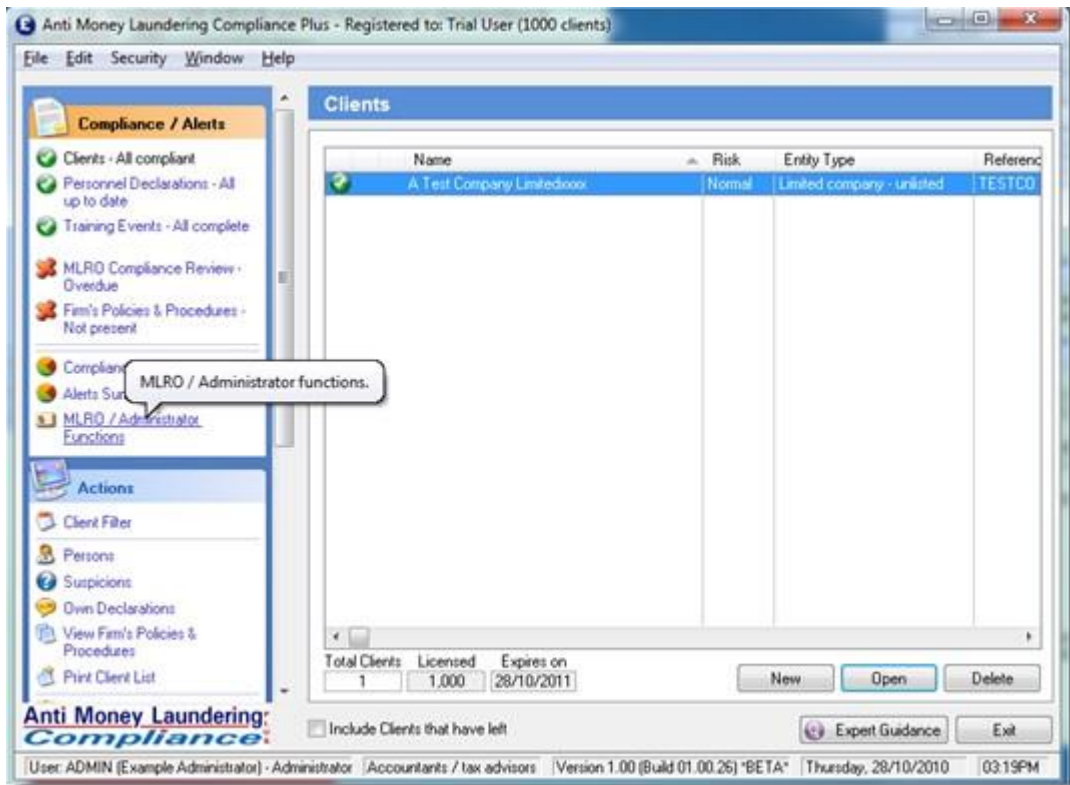 Anti Money Laundering Compliance Plus - Registered to: Trial User (1000 clients)
File Edit Security Window Help
Compliance / Alerts
Clients - All compliant
Personnel Declarations - All
up to date
Training Events - All complete
MLRO Compliance Review -
Overdue
Firm's Policies & Procedures -
Not present
Complianc
Alerts Sum
MLRO / Administrator
Functions
MLRO / Administrator functions.
Actions
Client Filter
Persons
Suspicions
Own Declarations
View Firm's Policies &
Procedures
Print Client List
Anti Money Laundering:
Compliance:
Clients
Name Risk Entity Type Referenc
A Test Company Limitedxxxx Normal Limited company - unlisted TESTCO
Total Clients Licensed Expires on
1 1,000 28/10/2011
New Open Delete
Include Clients that have left
Expert Guidance Exit
User: ADMIN (Example Administrator) - Administrator Accountants / tax advisors Version 1.00 (Build 01.00.26) *BETA* Thursday, 28/10/2010 03:19PM